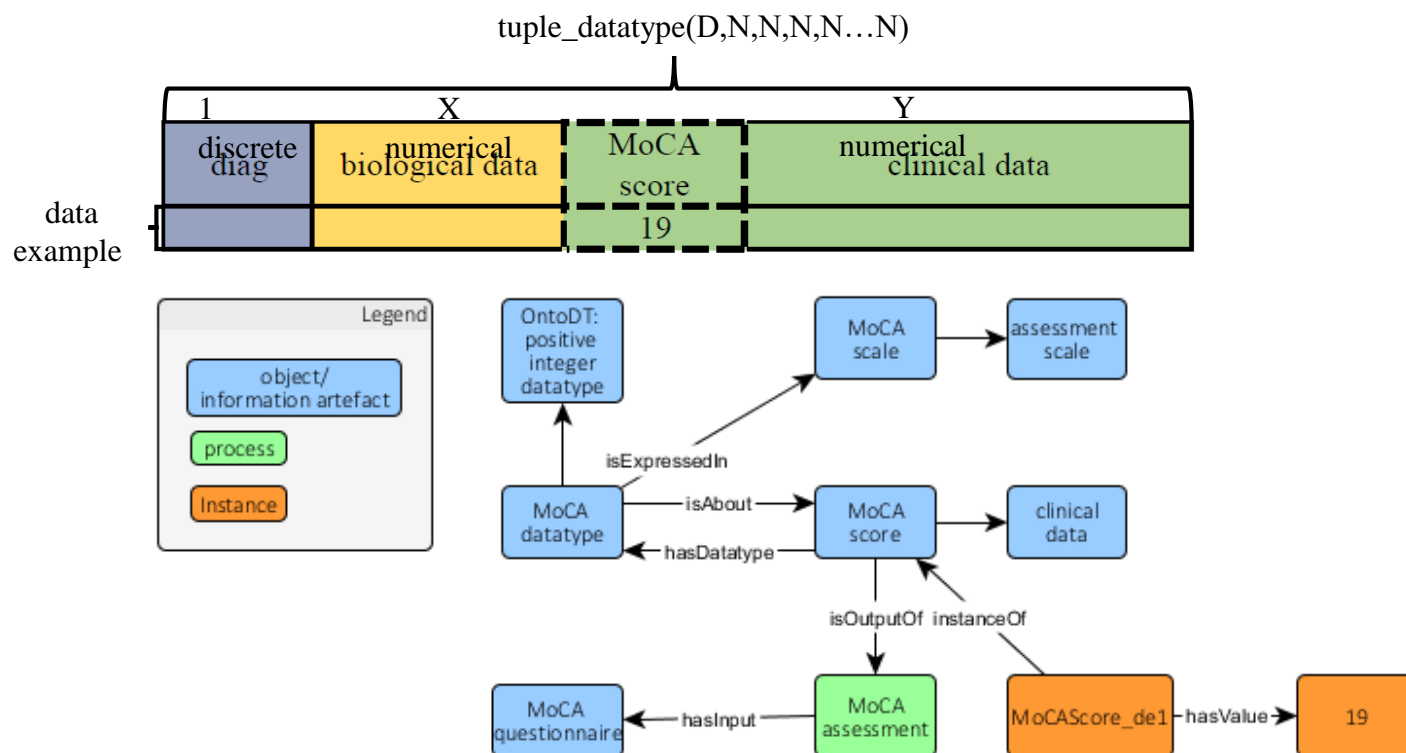 tuple_datatype(D,N,N,N,N…N)
1
X
Y
discrete
numerical
numerical
diag
biological data
MoCA
score
clinical data
data
example
19
Legend
object/
information artefact
process
Instance
OntoDT:
positive
integer
datatype
MoCA
scale
assessment
scale
isExpressedIn
MoCA
datatype
isAbout
hasDatatype
MoCA
score
clinical
data
isOutputOf
instanceOf
MoCA
questionnaire
hasInput
MoCA
assessment
MoCAScore_de1
hasValue
19